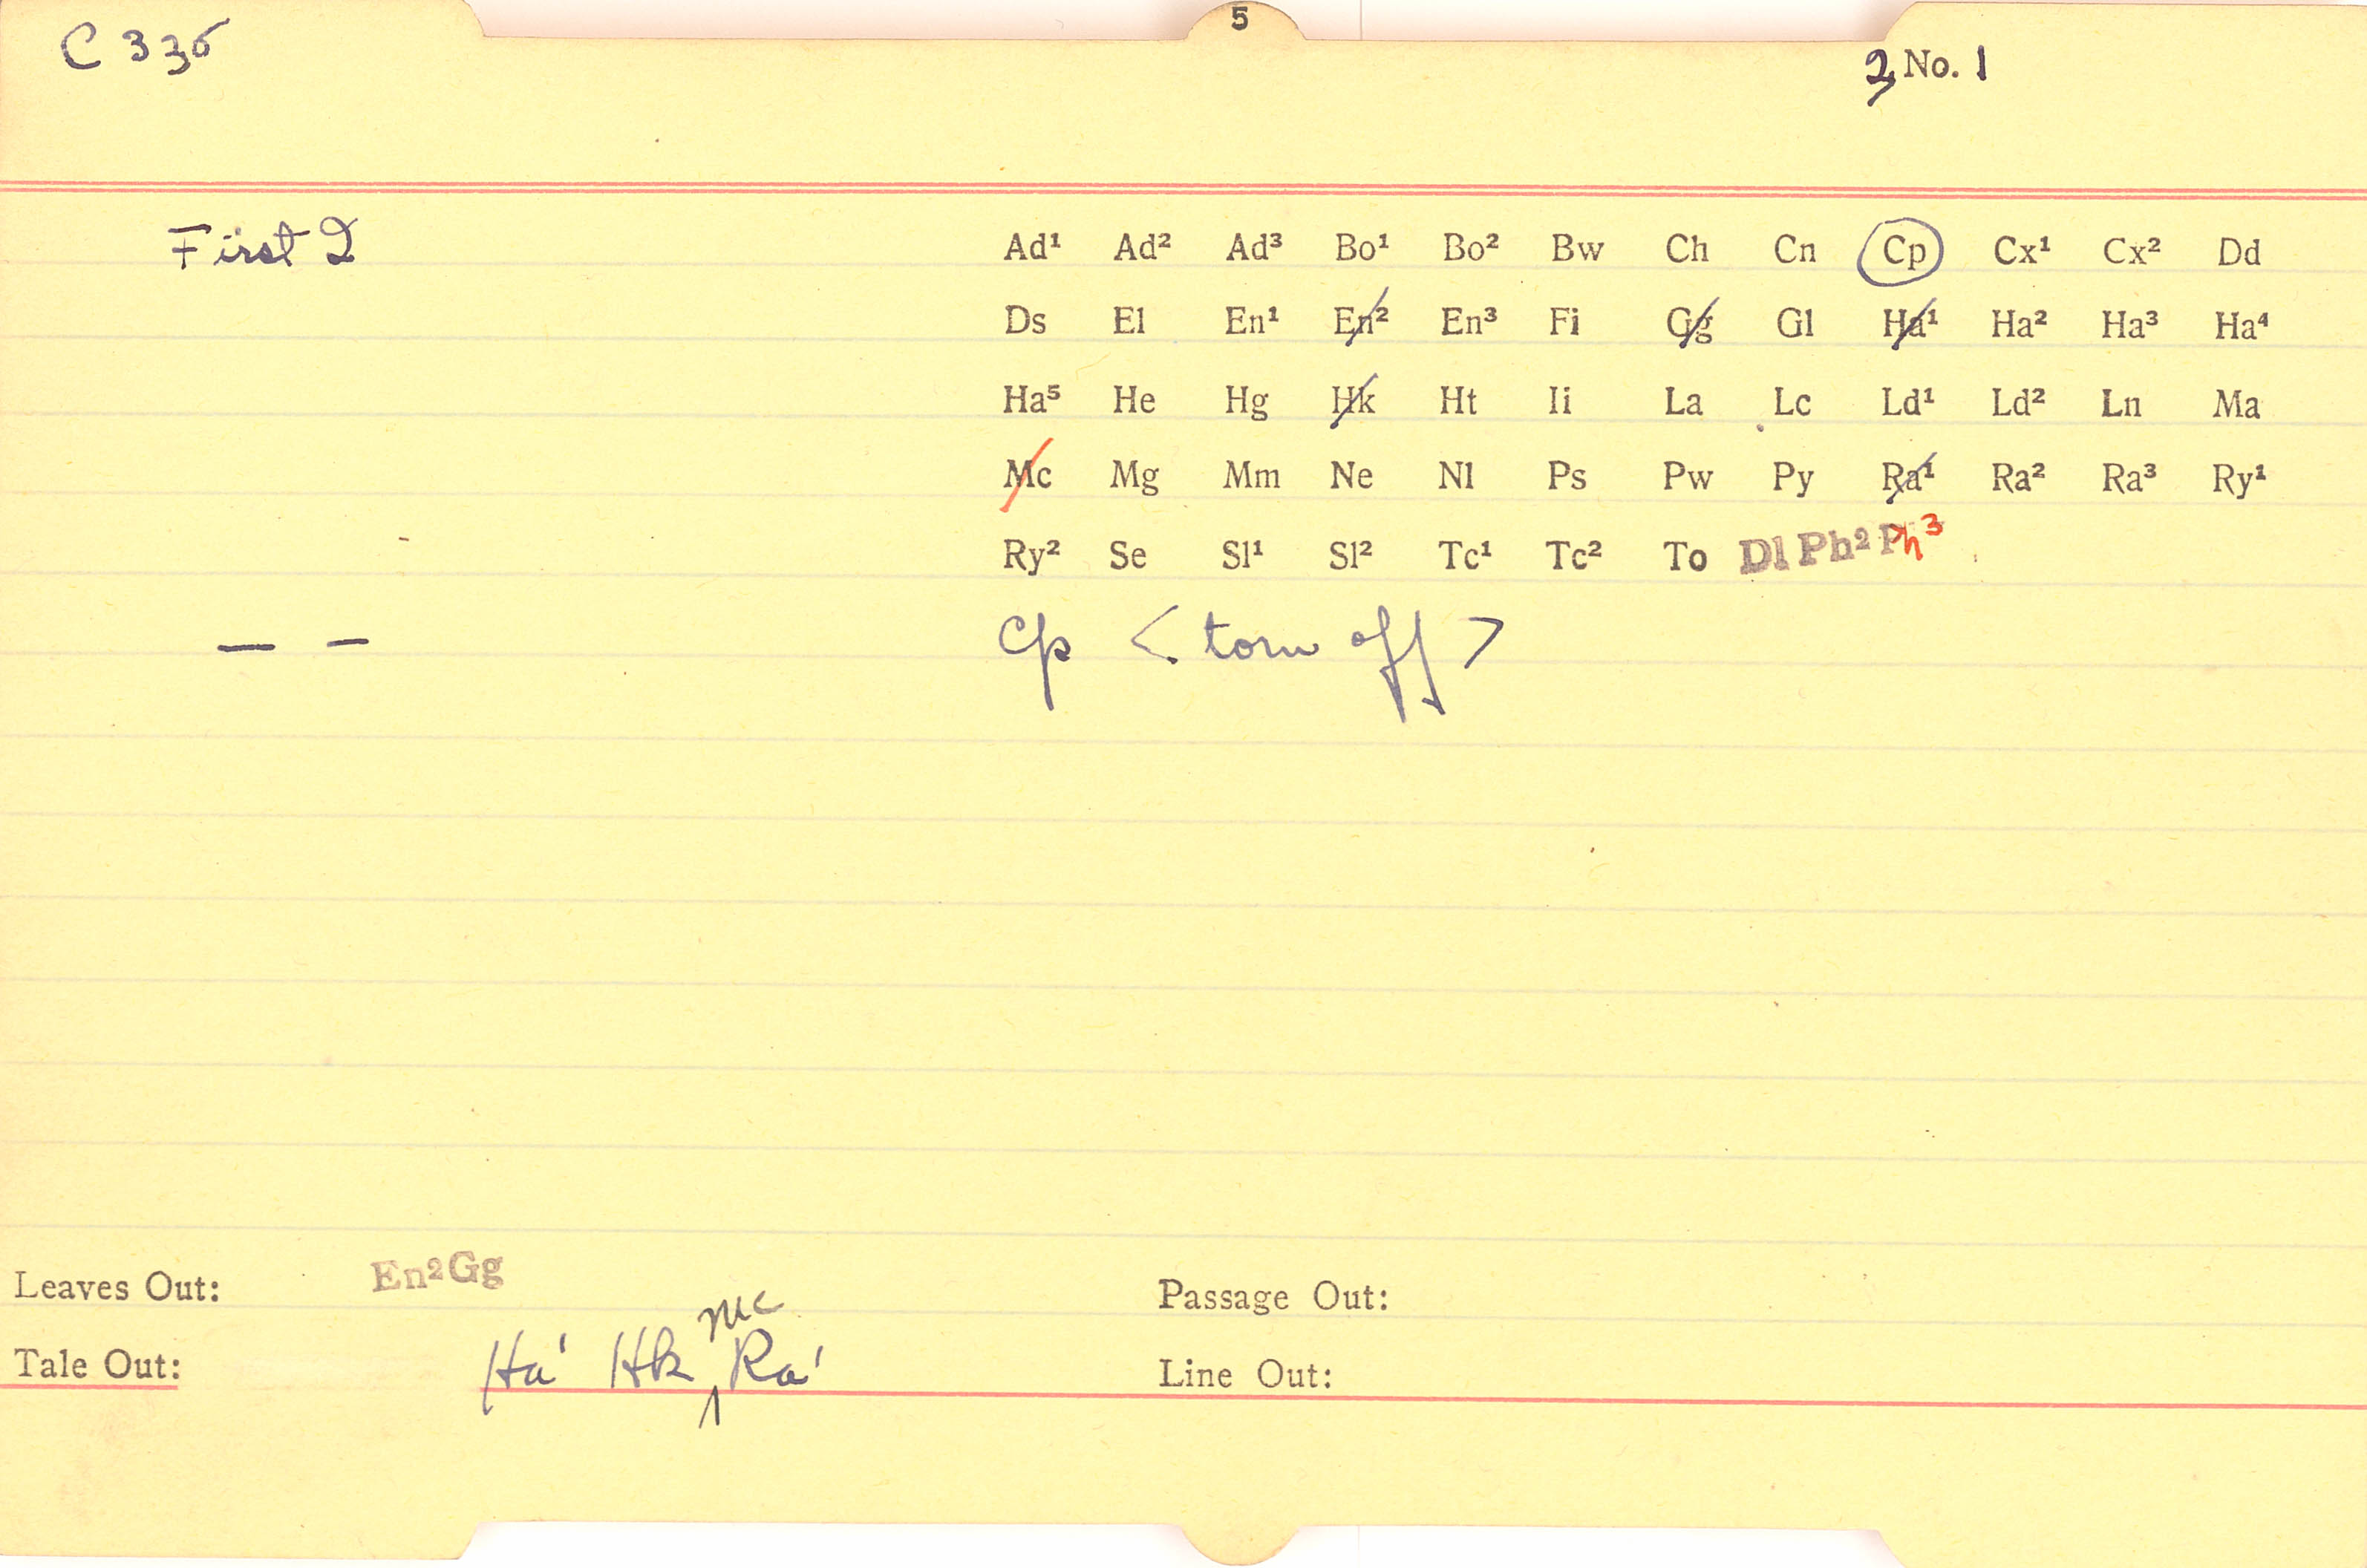 5
C 335
2 No. 1
First I
Ad¹ Ad² Ad³ Bo¹ Bo² Bw Ch Cn Cp Cx¹ Cx² Dd
Ds El En¹ En² En³ Fi Gg Gl Ha¹ Ha² Ha³ Ha⁴
Ha⁵ He Hg Hk Ht Ii La Lc Ld¹ Ld² Ln Ma
Mc Mg Mm Ne Nl Ps Pw Py Ra¹ Ra² Ra³ Ry¹
Ry² Se Sl¹ Sl² Tc¹ Tc² To Dl Ph² Ph³
— — Cp < torn off >
Leaves Out: En² Gg
Passage Out:
Mc
Tale Out: Ha¹ Hk ʌ Ra¹
Line Out: